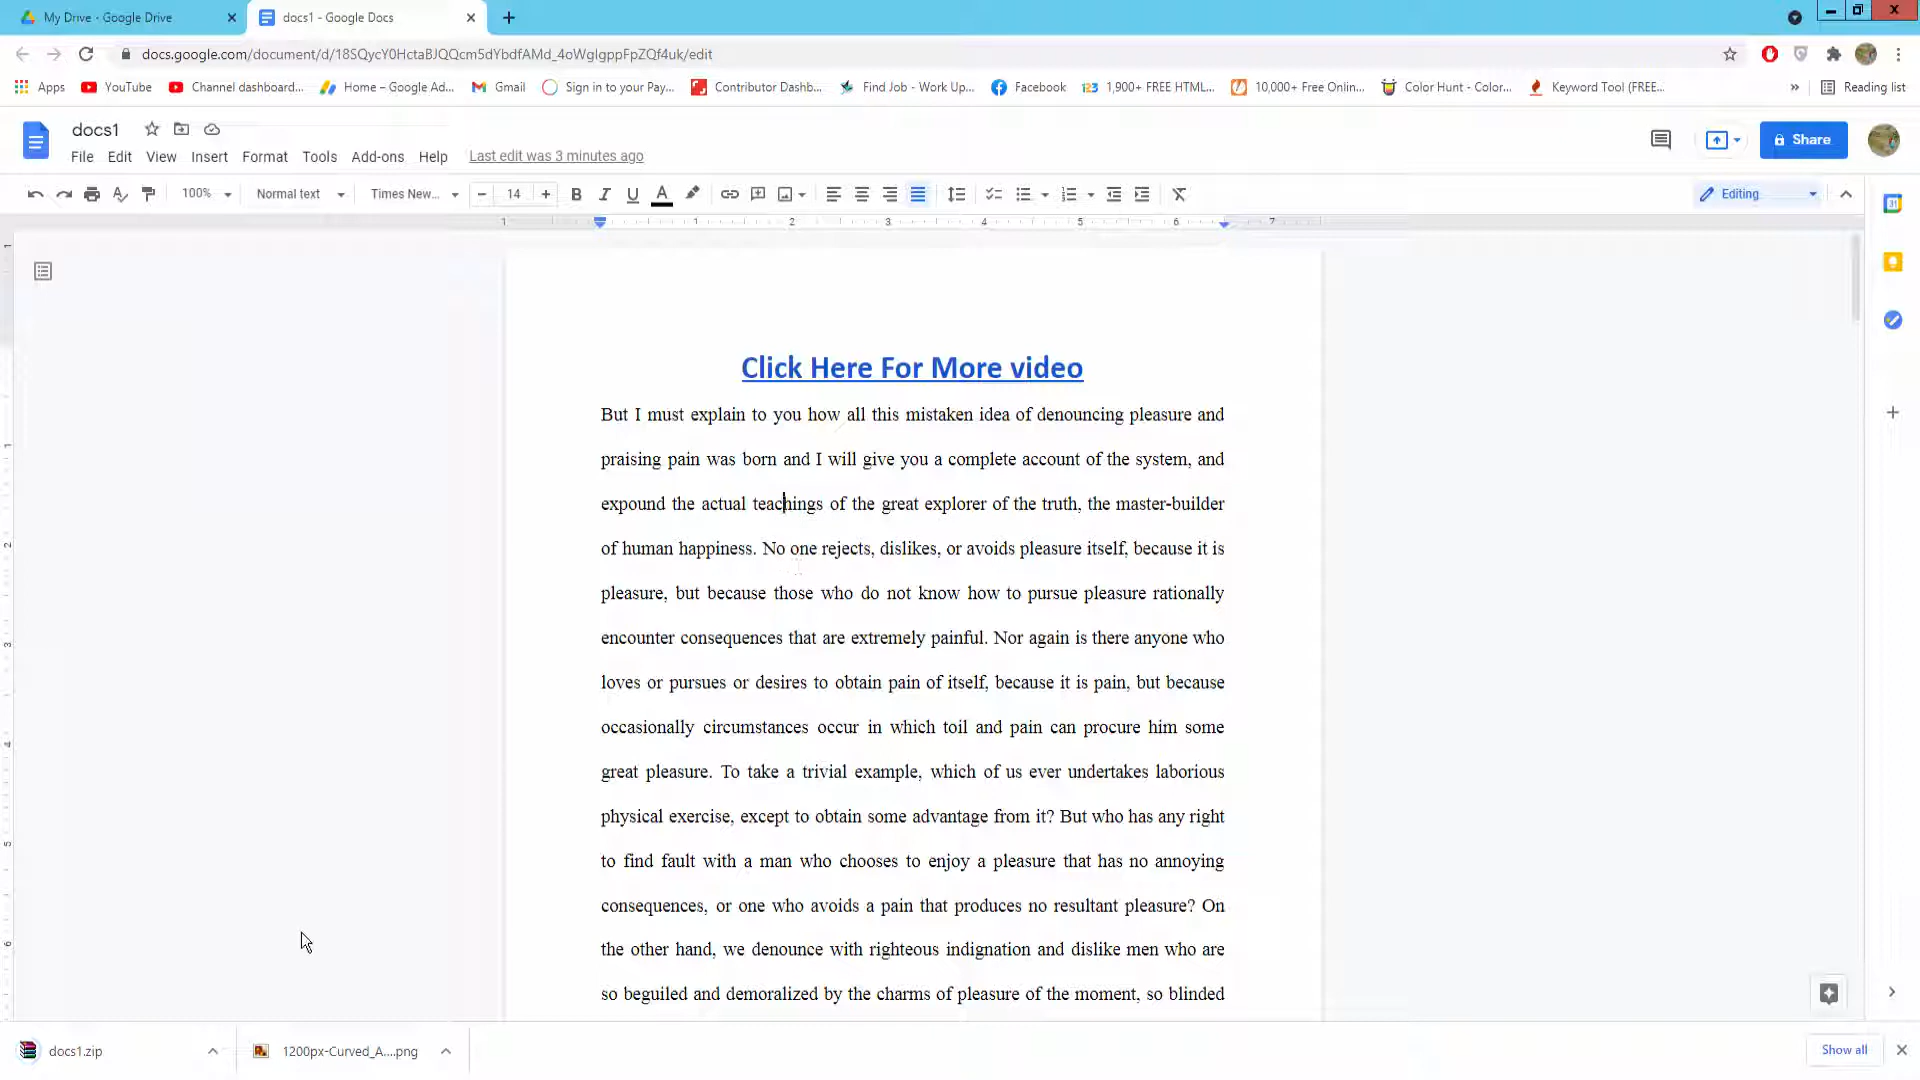 My Drive - Google Drive
docs1 - Google Docs
docs.google.com/document/d/18SQycY0HctaBJQQcm5dYbdfAMd_4oWglgppFpZQf4uk/edit
Apps
YouTube
Channel dashboard...
Home – Google Ad...
Gmail
Sign in to your Pay...
Contributor Dashb...
Find Job - Work Up...
Facebook
1,900+ FREE HTML...
10,000+ Free Onlin...
Color Hunt - Color...
Keyword Tool (FREE...
»
Reading list
docs1
Share
File Edit View Insert Format Tools Add-ons Help Last edit was 3 minutes ago
100% Normal text Times New... − 14 + B I U A Editing
1 1 2 3 4 5 6 7
Click Here For More video
But I must explain to you how all this mistaken idea of denouncing pleasure and
praising pain was born and I will give you a complete account of the system, and
expound the actual teachings of the great explorer of the truth, the master-builder
of human happiness. No one rejects, dislikes, or avoids pleasure itself, because it is
pleasure, but because those who do not know how to pursue pleasure rationally
encounter consequences that are extremely painful. Nor again is there anyone who
loves or pursues or desires to obtain pain of itself, because it is pain, but because
occasionally circumstances occur in which toil and pain can procure him some
great pleasure. To take a trivial example, which of us ever undertakes laborious
physical exercise, except to obtain some advantage from it? But who has any right
to find fault with a man who chooses to enjoy a pleasure that has no annoying
consequences, or one who avoids a pain that produces no resultant pleasure? On
the other hand, we denounce with righteous indignation and dislike men who are
so beguiled and demoralized by the charms of pleasure of the moment, so blinded
docs1.zip
1200px-Curved_A....png
Show all